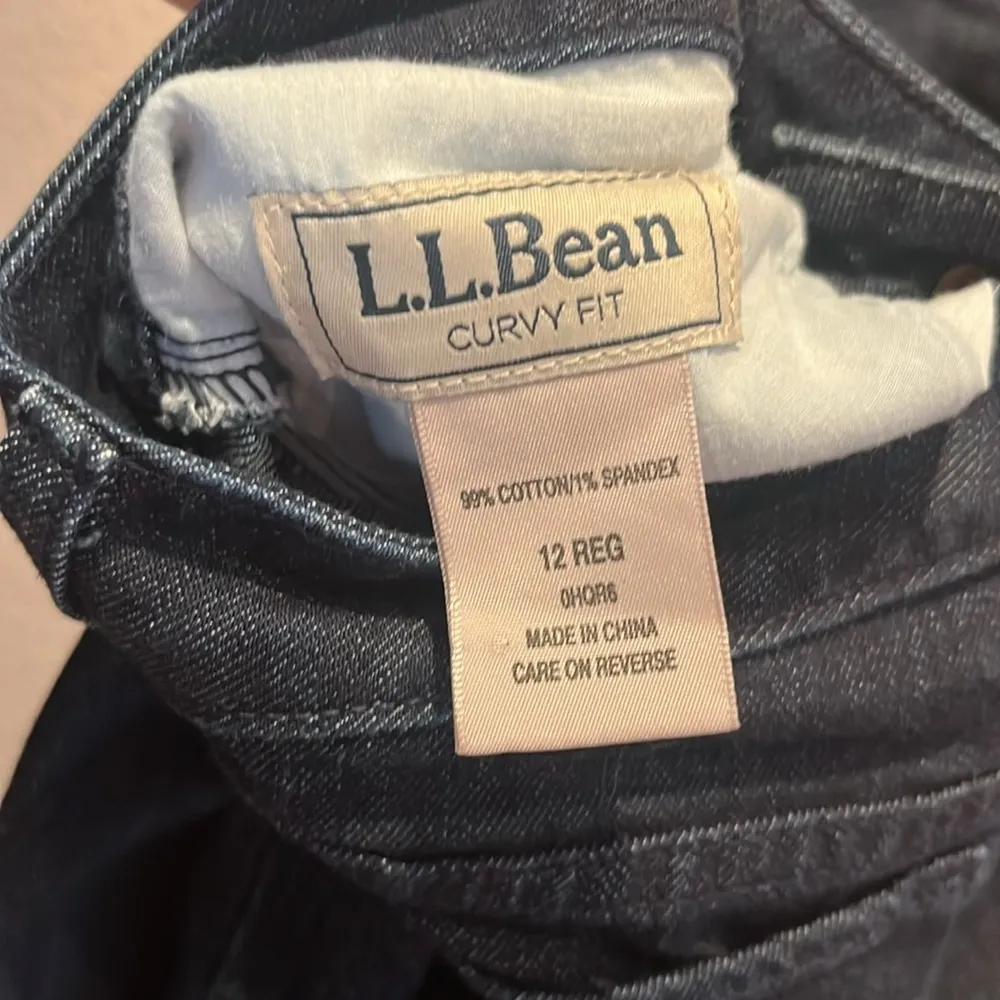 L.L.Bean
CURVY FIT
99% COTTON/1% SPANDEX
12 REG
0HQR6
MADE IN CHINA
CARE ON REVERSE